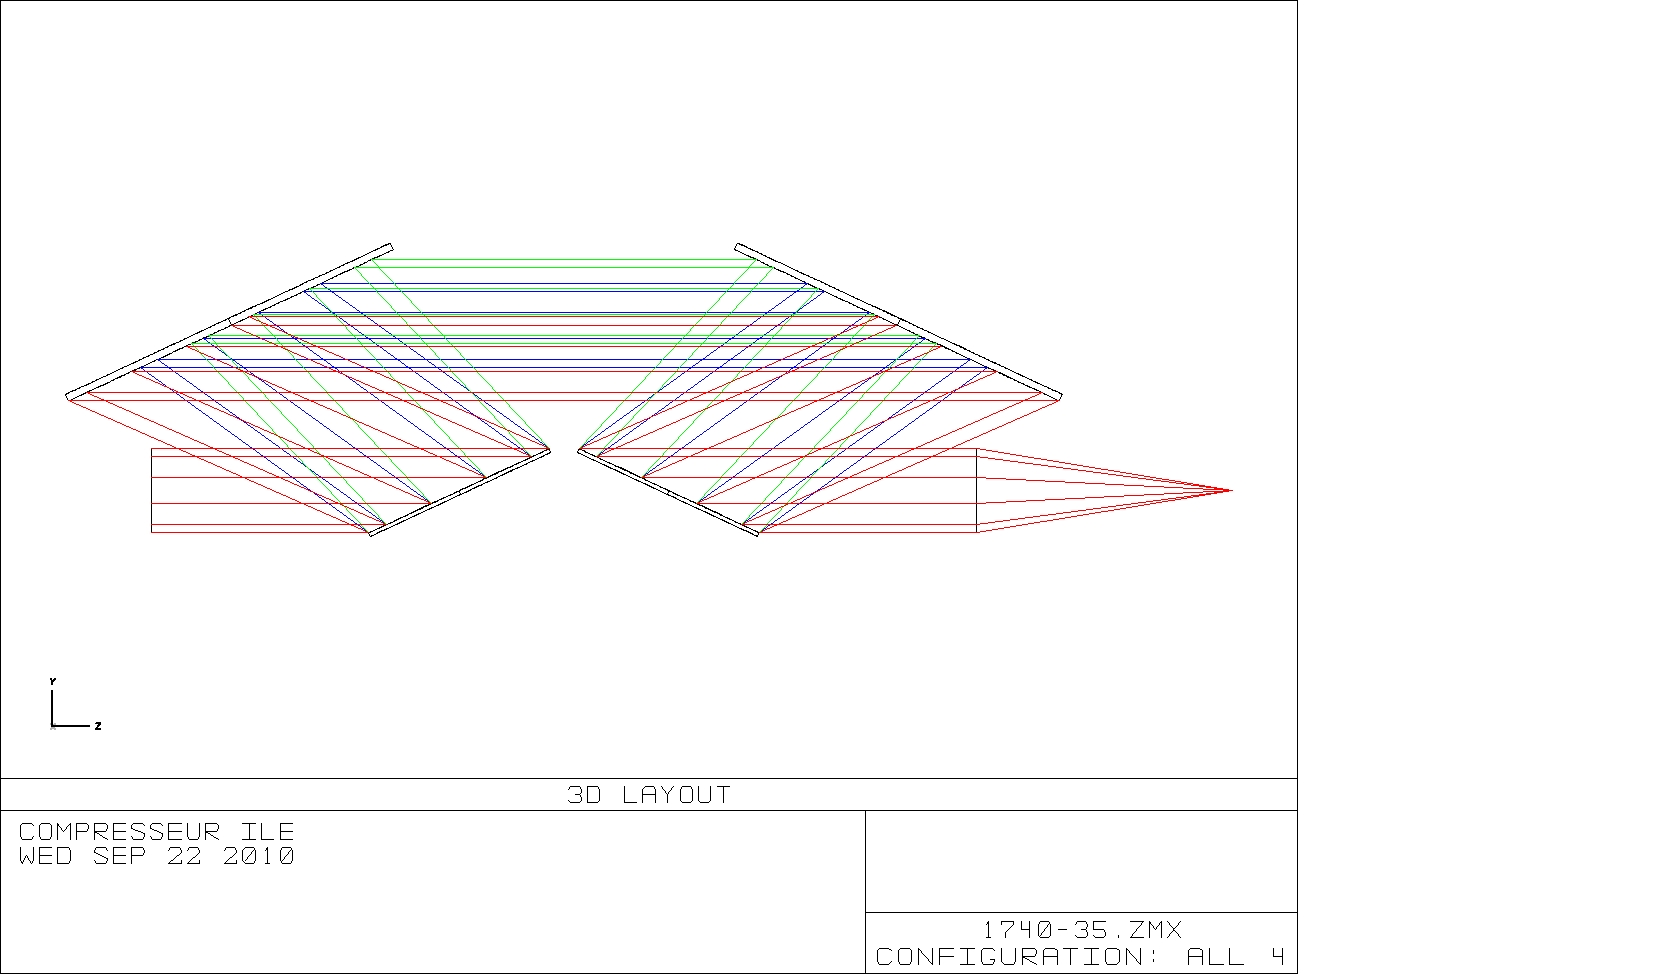 Y
Z
X
3D LAYOUT
COMPRESSEUR ILE
WED SEP 22 2010
1740-35.ZMX
CONFIGURATION: ALL 4